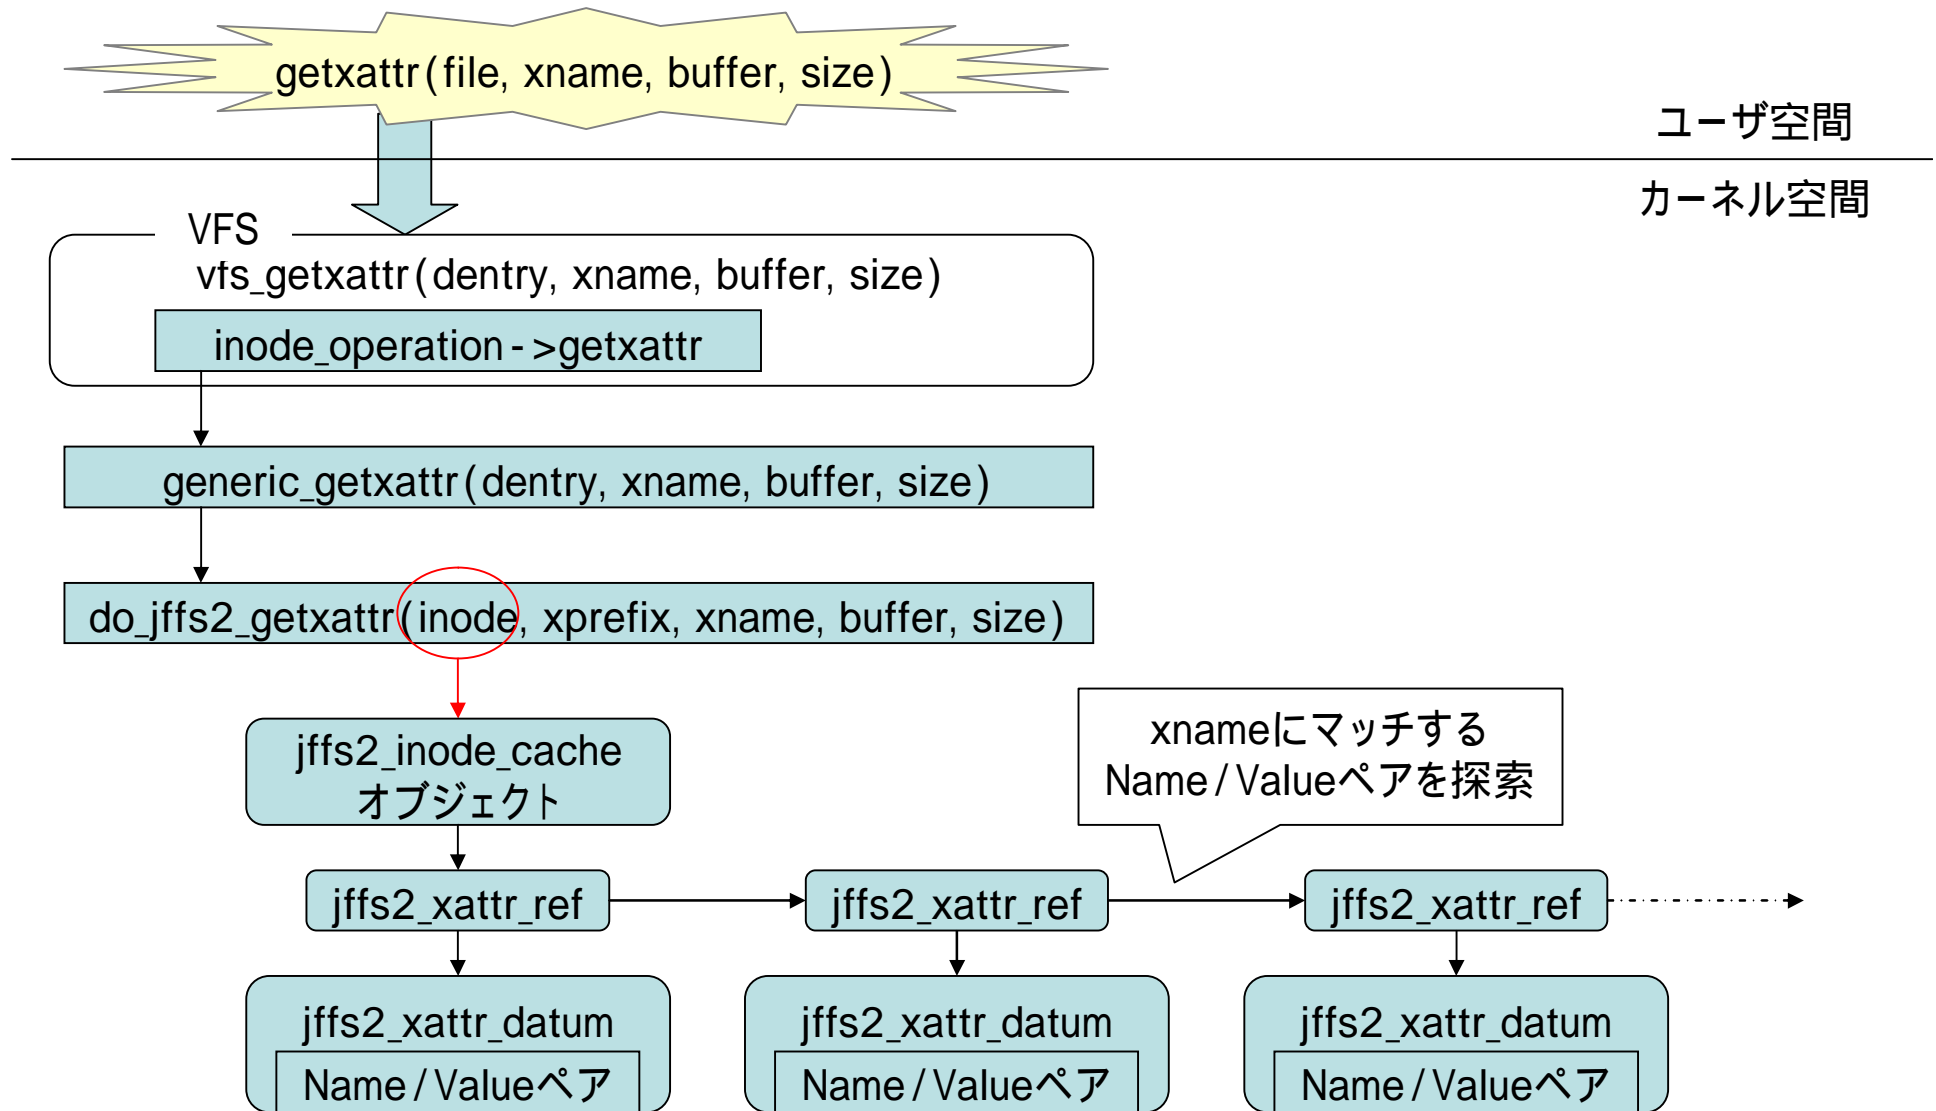 getxattr(file, xname, buffer, size)
ユーザ空間
カーネル空間
VFS
vfs_getxattr(dentry, xname, buffer, size)
inode_operation->getxattr
generic_getxattr(dentry, xname, buffer, size)
do_jffs2_getxattr(inode, xprefix, xname, buffer, size)
jffs2_inode_cache
オブジェクト
xnameにマッチする
Name/Valueペアを探索
jffs2_xattr_ref
jffs2_xattr_ref
jffs2_xattr_ref
jffs2_xattr_datum
jffs2_xattr_datum
jffs2_xattr_datum
Name/Valueペア
Name/Valueペア
Name/Valueペア